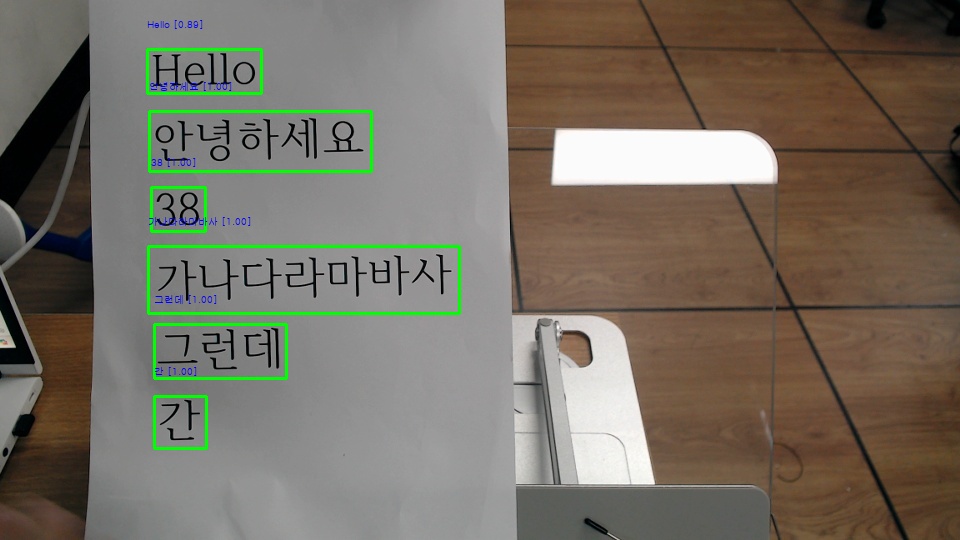 Hello [0.89]
Hello
안녕하세요 [1.00]
안녕하세요
38 [1.00]
38
가나다라마바사 [1.00]
가나다라마바사
그런데 [1.00]
그런데
간 [1.00]
간